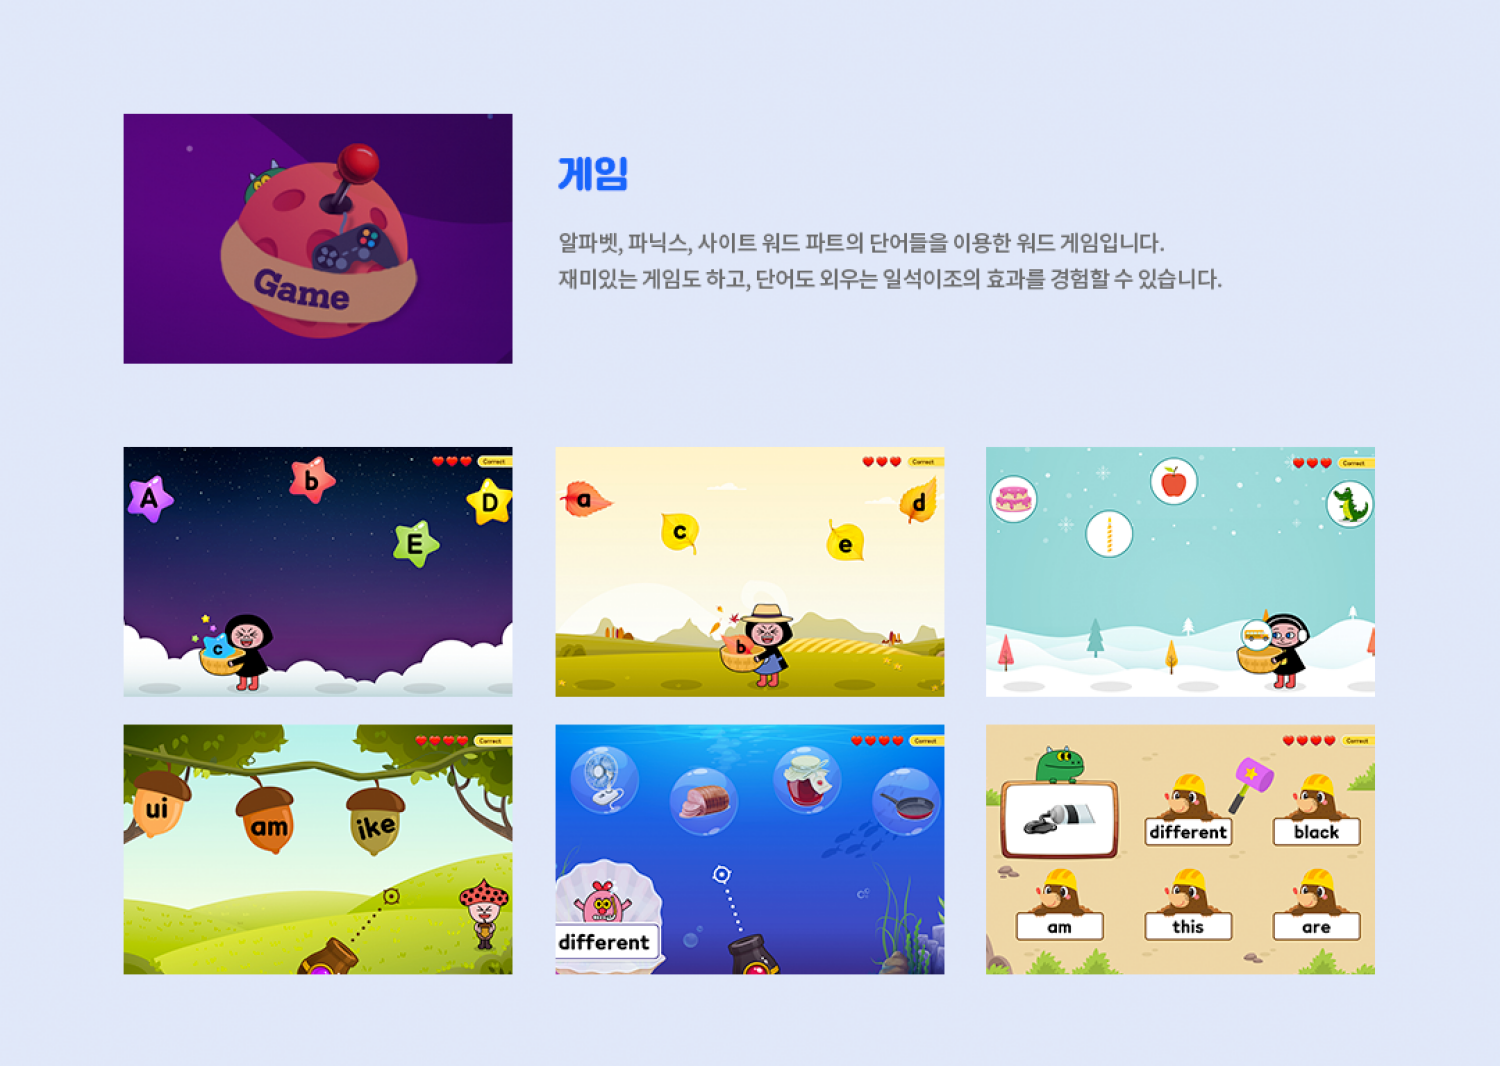 Game
게임
알파벳, 파닉스, 사이트 워드 파트의 단어들을 이용한 워드 게임입니다.
재미있는 게임도 하고, 단어도 외우는 일석이조의 효과를 경험할 수 있습니다.
Correct
A
b
D
E
c
Correct
a
c
e
d
b
Correct
Correct
ui
am
ike
Correct
different
Correct
different
black
am
this
are